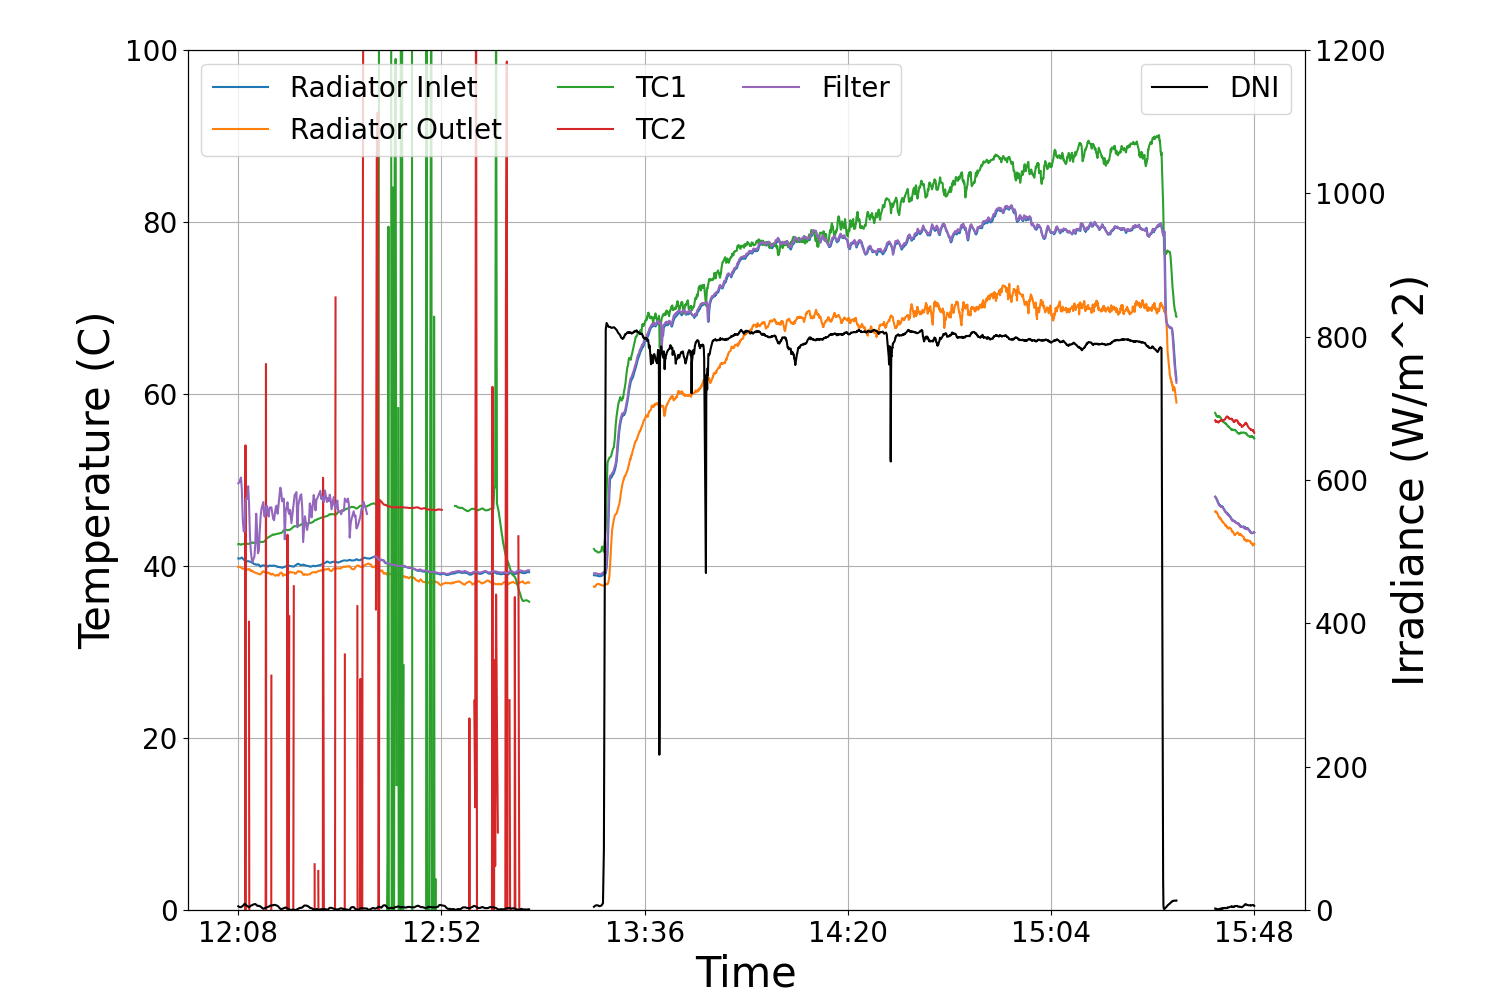 100
80
60
40
20
0
Temperature (C)
Radiator Inlet
Radiator Outlet
TC1
TC2
Filter
DNI
1200
1000
800
600
400
200
0
Irradiance (W/m^2)
12:08
12:52
13:36
14:20
15:04
15:48
Time